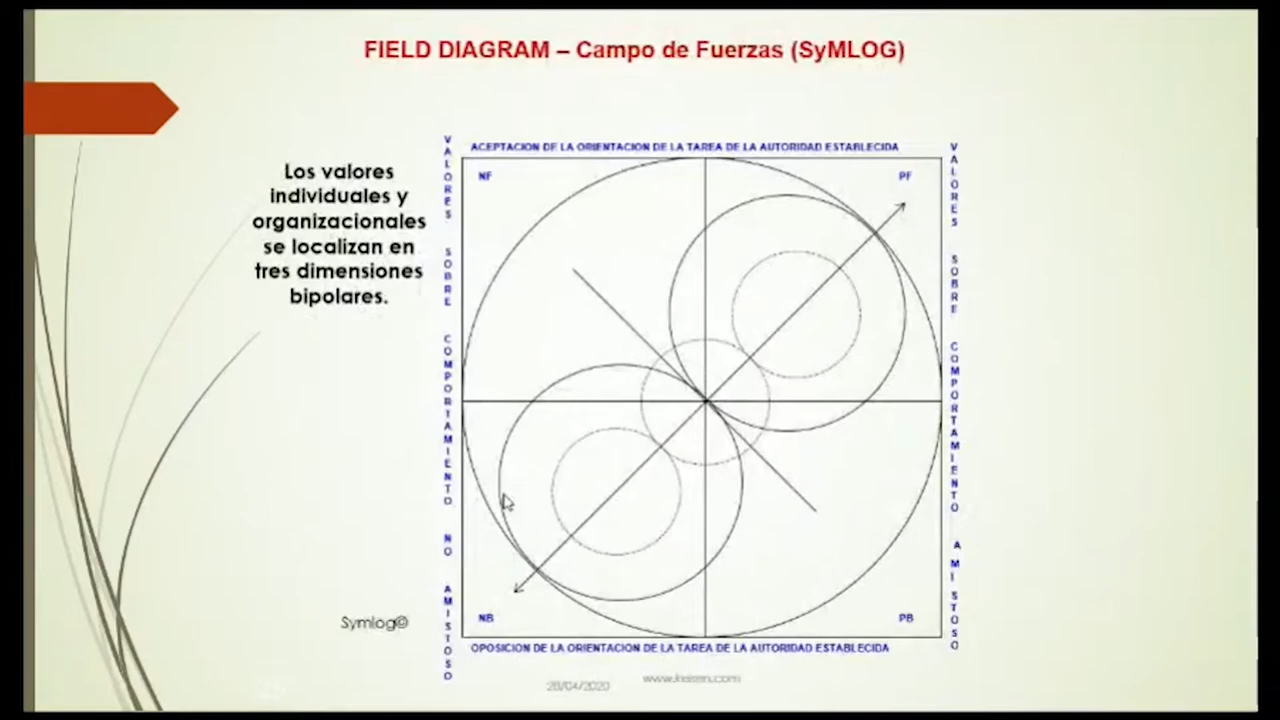 FIELD DIAGRAM – Campo de Fuerzas (SyMLOG)
Los valores
individuales y
organizacionales
se localizan en
tres dimensiones
bipolares.
ACEPTACION DE LA ORIENTACION DE LA TAREA DE LA AUTORIDAD ESTABLECIDA
VALORES SOBRE COMPORTAMIENTO NO AMISTOSO
NF
PF
VALORES SOBRE COMPORTAMIENTO AMISTOSO
NB
PB
OPOSICION DE LA ORIENTACION DE LA TAREA DE LA AUTORIDAD ESTABLECIDA
Symlog©
28/04/2020